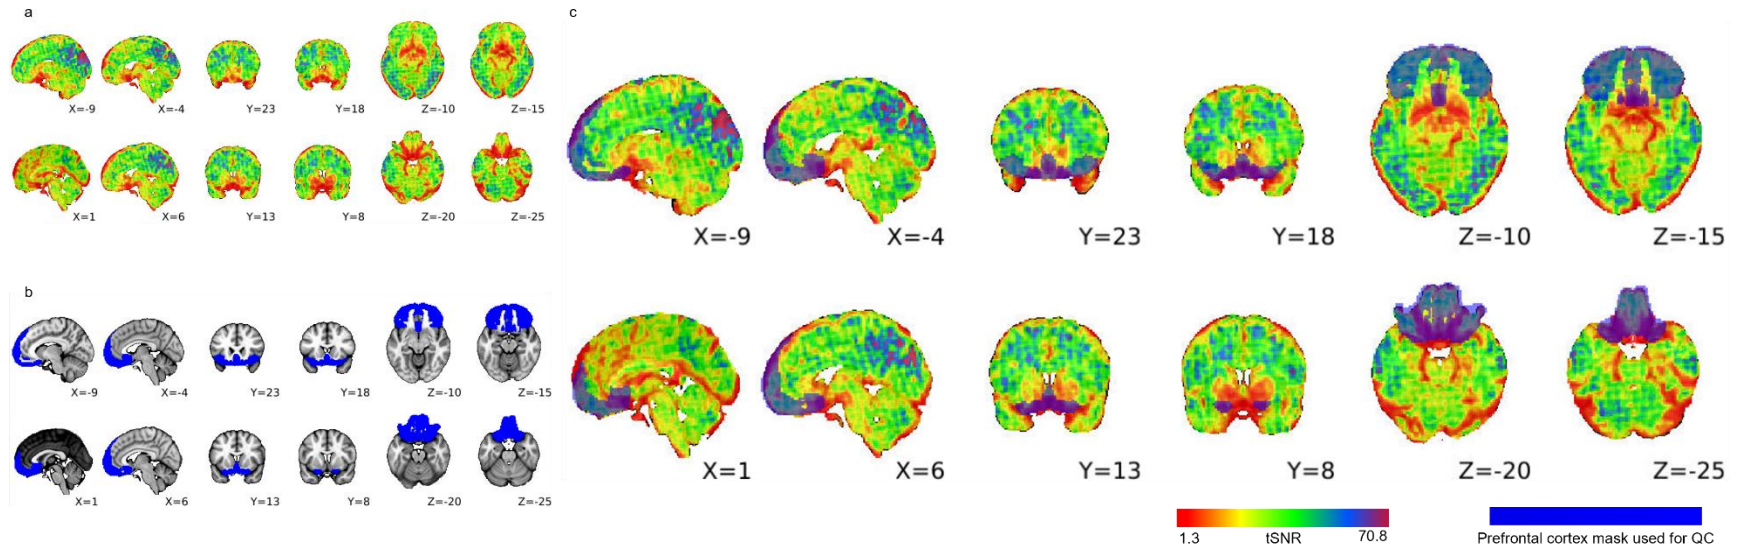 a
X=-9 X=-4 Y=23 Y=18 Z=-10 Z=-15
X=1 X=6 Y=13 Y=8 Z=-20 Z=-25
b
X=-9 X=-4 Y=23 Y=18 Z=-10 Z=-15
X=1 X=6 Y=13 Y=8 Z=-20 Z=-25
c
X=-9 X=-4 Y=23 Y=18 Z=-10 Z=-15
X=1 X=6 Y=13 Y=8 Z=-20 Z=-25
1.3 tSNR 70.8
Prefrontal cortex mask used for QC